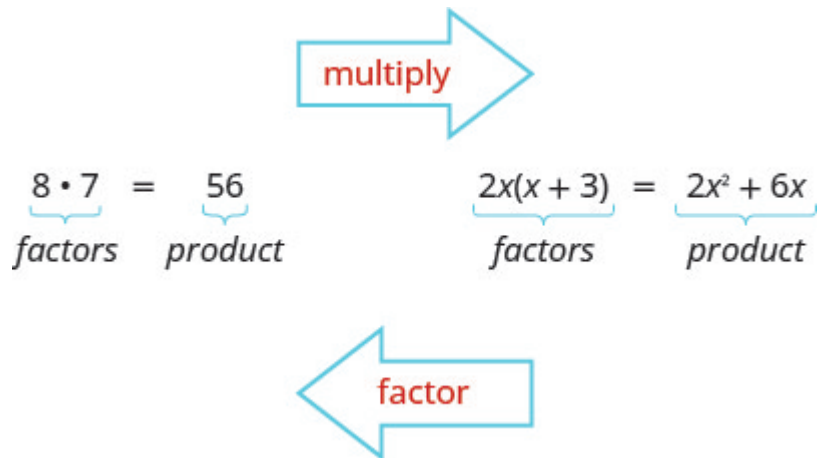 multiply
8 • 7 = 56 2x(x + 3) = 2x² + 6x
factors product factors product
factor